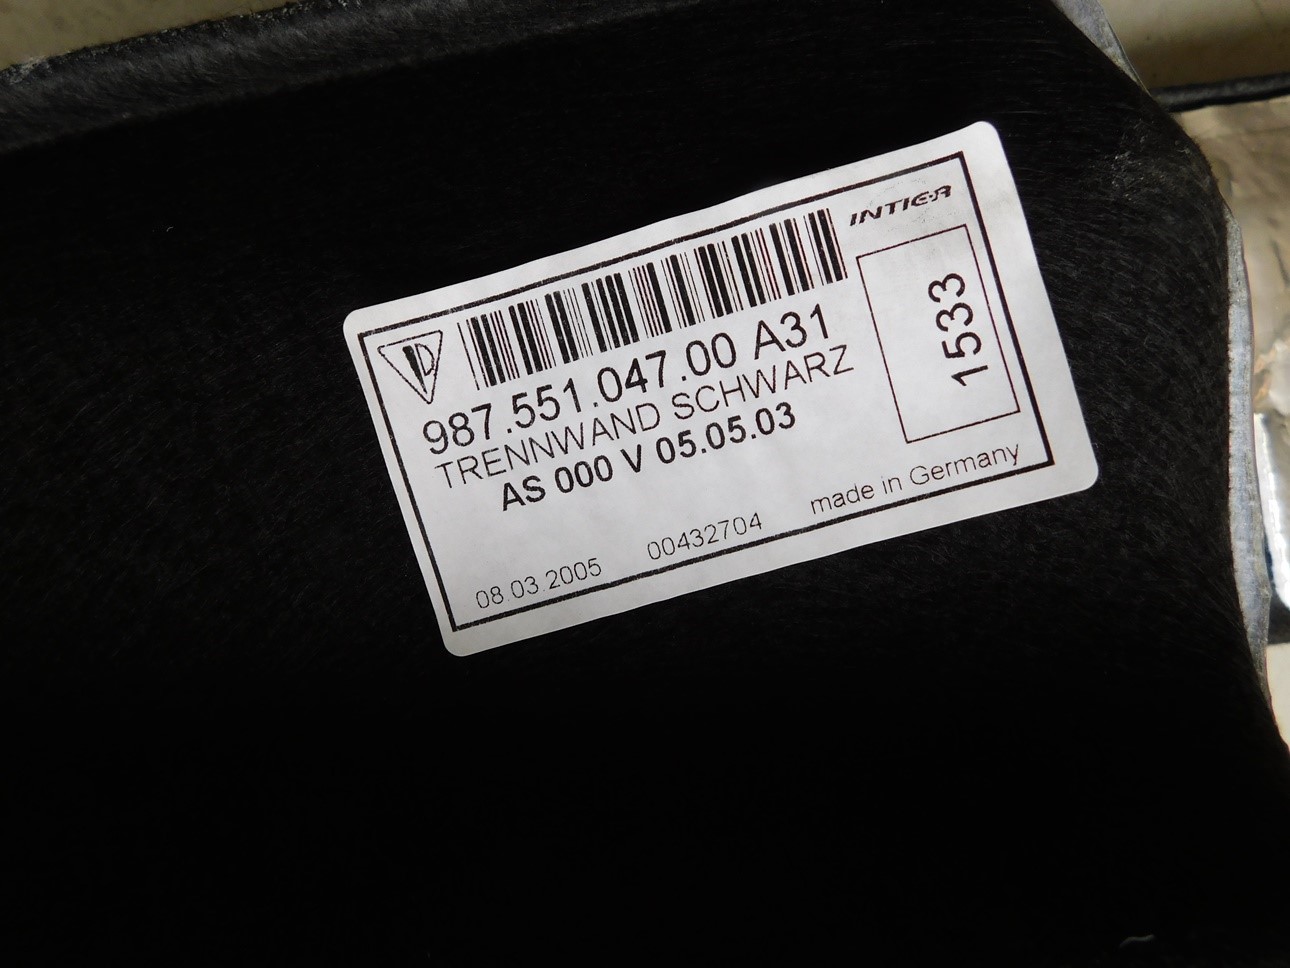 INTIER
987.551.047.00 A31
TRENNWAND SCHWARZ
AS 000 V 05.05.03
1533
08.03.2005 00432704 made in Germany